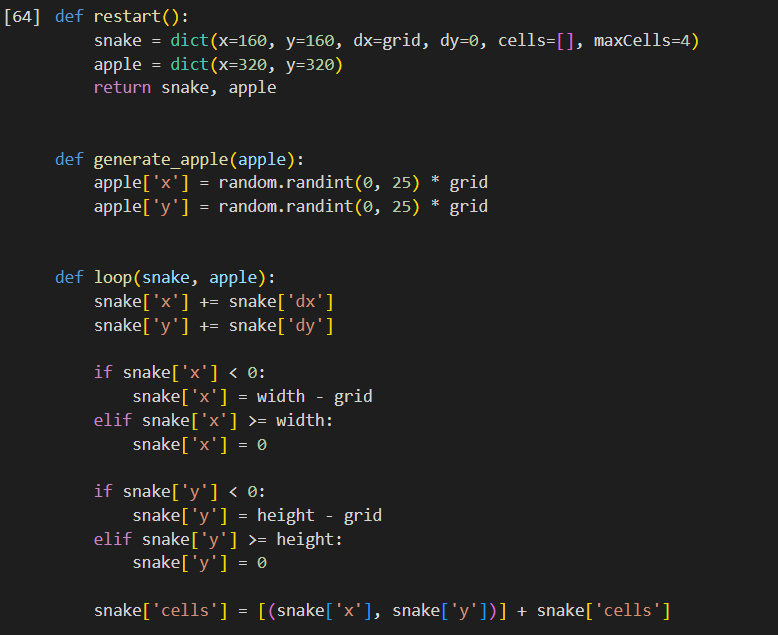 [64] def restart():
    snake = dict(x=160, y=160, dx=grid, dy=0, cells=[], maxCells=4)
    apple = dict(x=320, y=320)
    return snake, apple
def generate_apple(apple):
    apple['x'] = random.randint(0, 25) * grid
    apple['y'] = random.randint(0, 25) * grid
def loop(snake, apple):
    snake['x'] += snake['dx']
    snake['y'] += snake['dy']
    if snake['x'] < 0:
        snake['x'] = width - grid
    elif snake['x'] >= width:
        snake['x'] = 0
    if snake['y'] < 0:
        snake['y'] = height - grid
    elif snake['y'] >= height:
        snake['y'] = 0
    snake['cells'] = [(snake['x'], snake['y'])] + snake['cells']